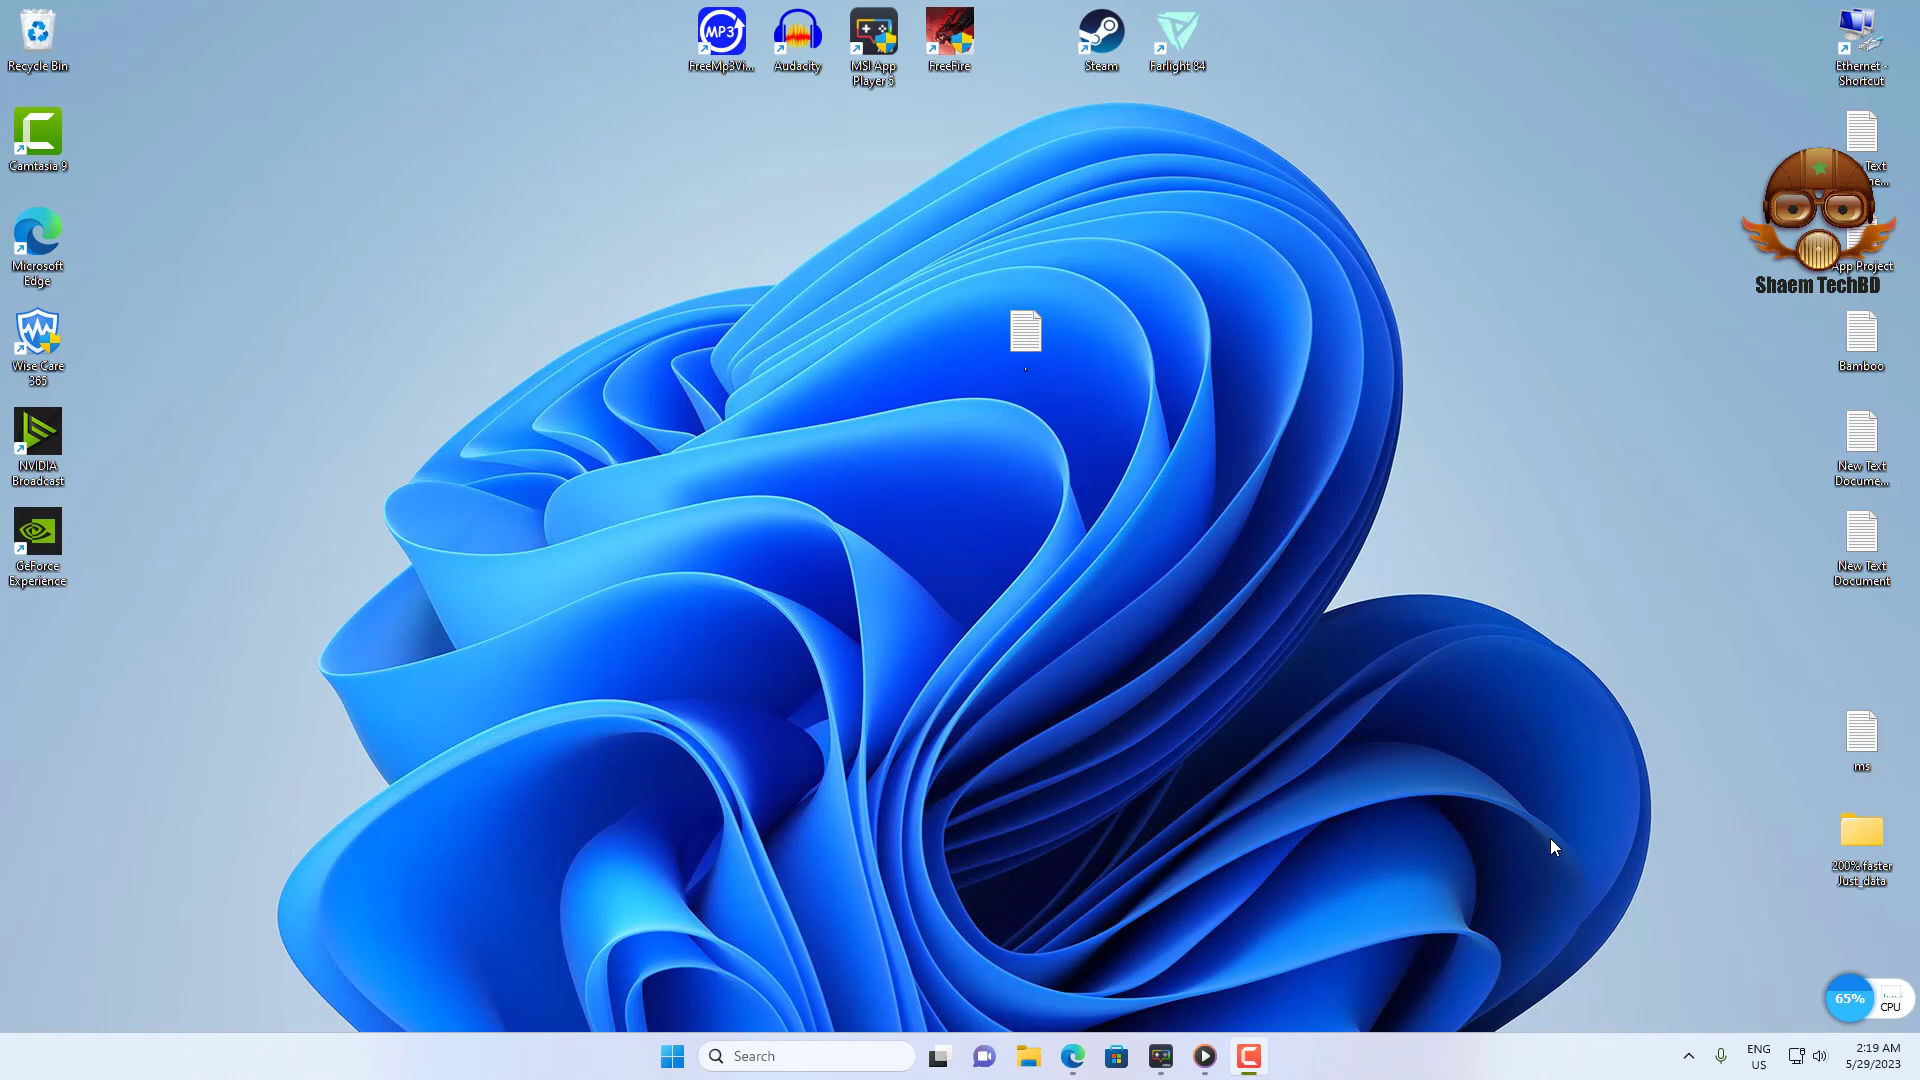 Recycle Bin
Camtasia 9
Microsoft
Edge
Wise Care
365
NVIDIA
Broadcast
GeForce
Experience
MP3
FreeMp3Vi...
Audacity
MSI App
Player 5
FreeFire
Steam
Farlight 84
.
Ethernet -
Shortcut
Text
App Project
Shaem TechBD
Bamboo
New Text
Docume...
New Text
Document
ms
200% faster
Just_data
65%
CPU
Search
ENG
US
2:19 AM
5/29/2023